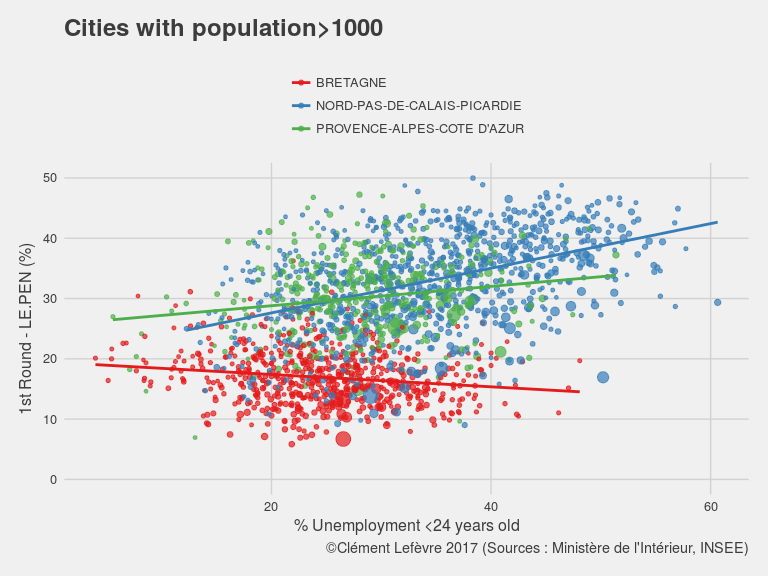 Cities with population>1000
BRETAGNE
NORD-PAS-DE-CALAIS-PICARDIE
PROVENCE-ALPES-COTE D'AZUR
1st Round - LE.PEN (%)
50
40
30
20
10
0
20 40 60
% Unemployment <24 years old
©Clément Lefèvre 2017 (Sources : Ministère de l'Intérieur, INSEE)